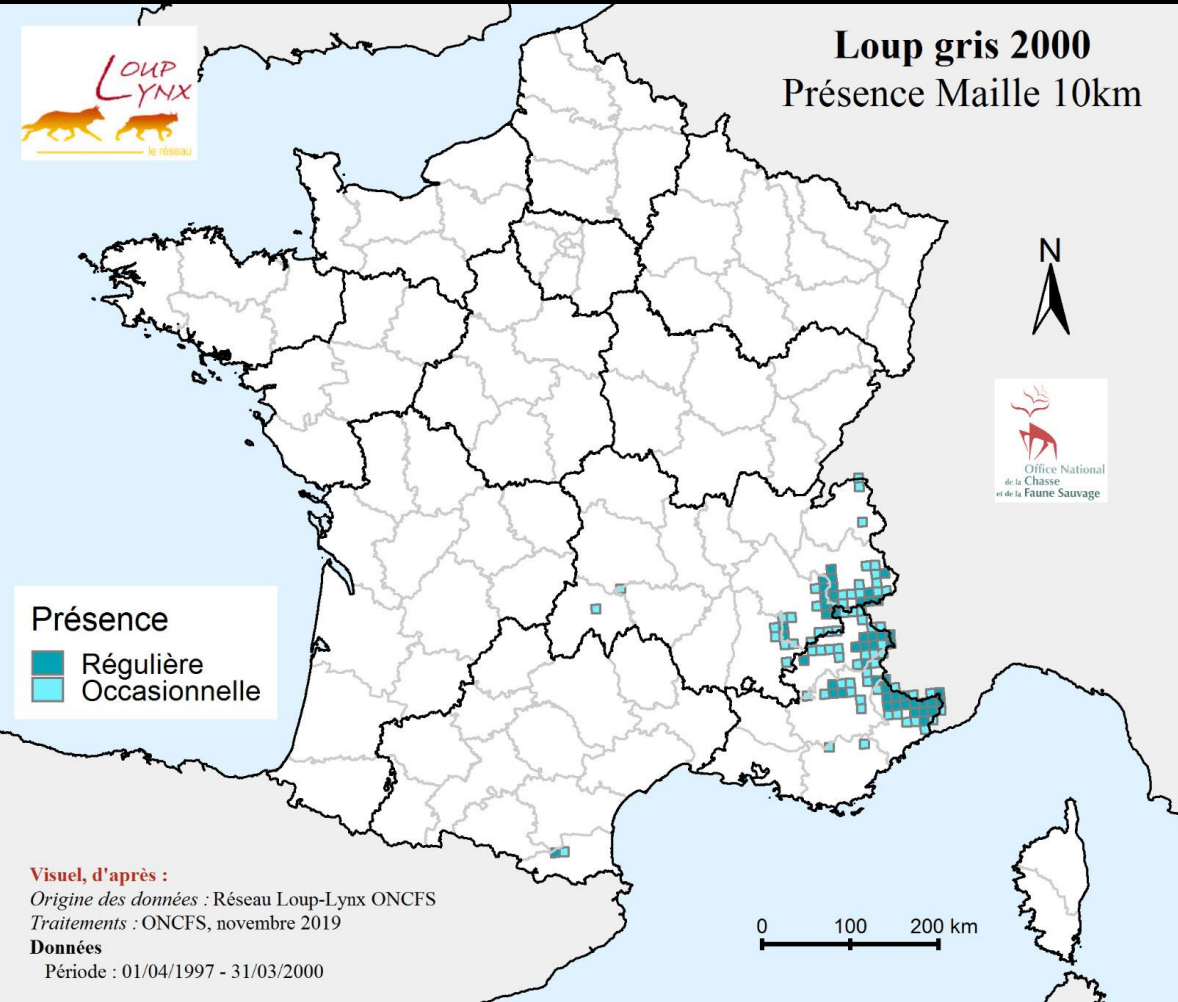 LOUP
LYNX
le réseau
Loup gris 2000
Présence Maille 10km
N
Office National
de la Chasse
et de la Faune Sauvage
Présence
Régulière
Occasionnelle
Visuel, d'après :
Origine des données : Réseau Loup-Lynx ONCFS
Traitements : ONCFS, novembre 2019
Données
Période : 01/04/1997 - 31/03/2000
0 100 200 km